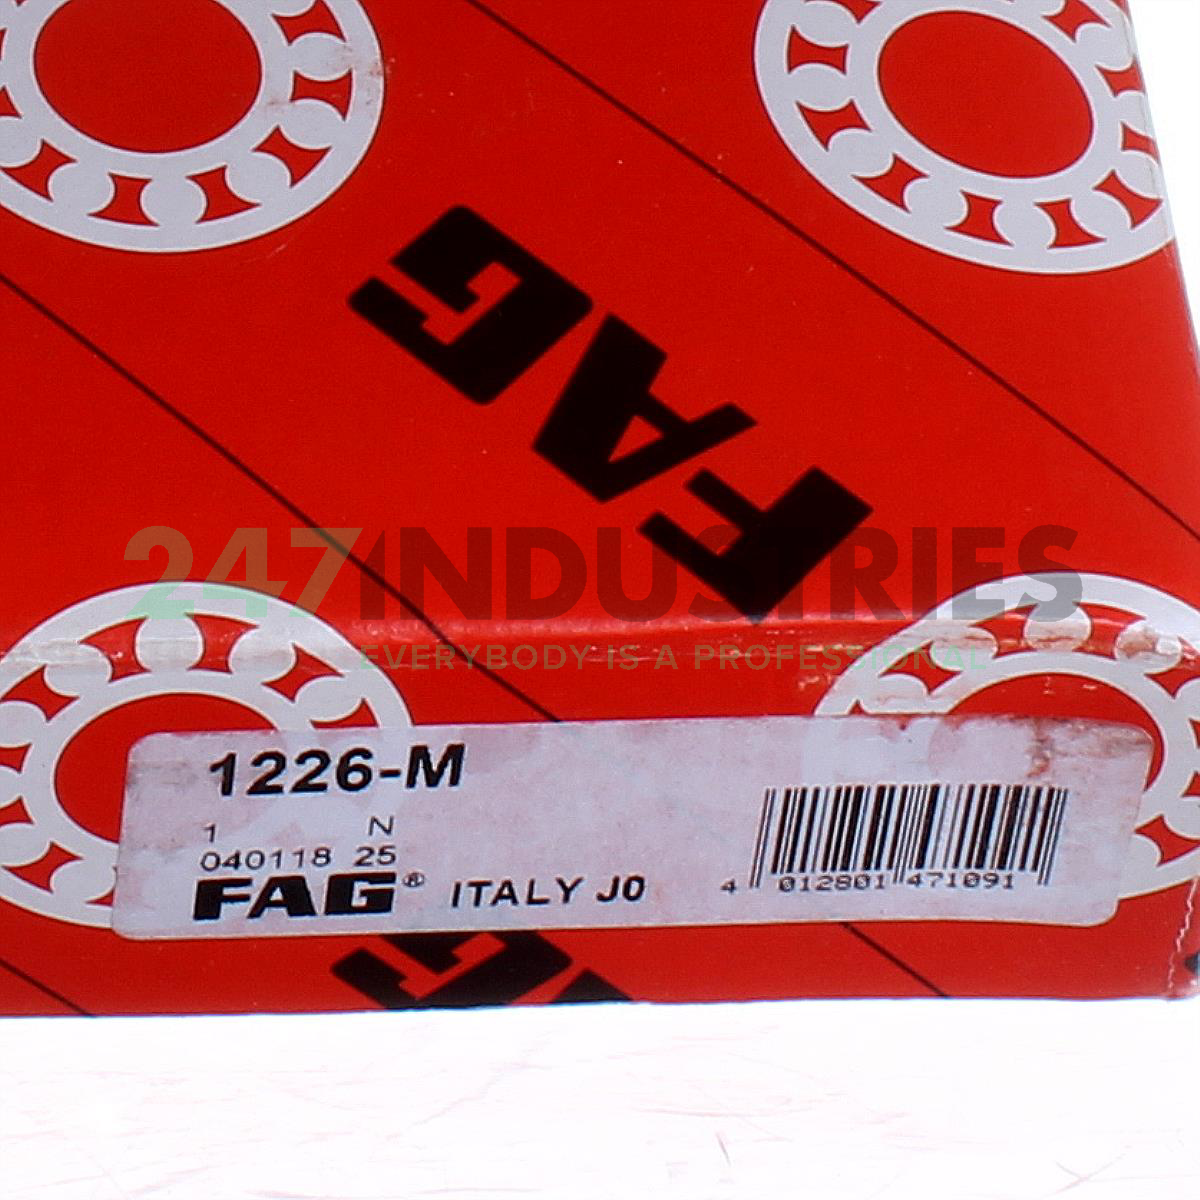 FAG
247INDUSTRIES
EVERYBODY IS A PROFESSIONAL
1226-M
1 N
040118 25
FAG® ITALY J0
4 012801 471091